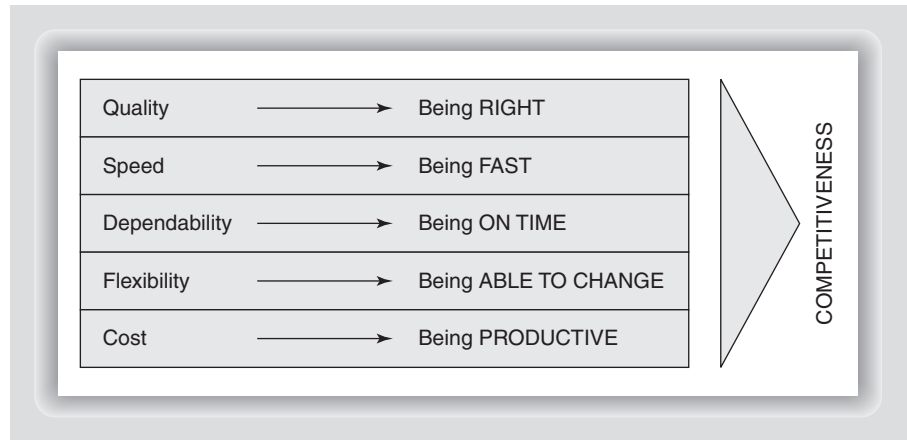 Quality Being RIGHT
Speed Being FAST
Dependability Being ON TIME
Flexibility Being ABLE TO CHANGE
Cost Being PRODUCTIVE
COMPETITIVENESS